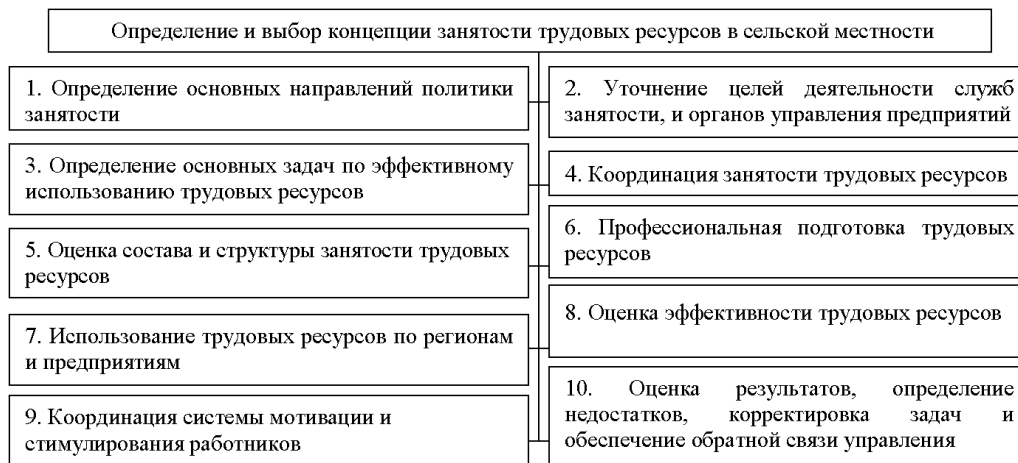 Определение и выбор концепции занятости трудовых ресурсов в сельской местности
1. Определение основных направлений политики
занятости
2. Уточнение целей деятельности служб
занятости, и органов управления предприятий
3. Определение основных задач по эффективному
использованию трудовых ресурсов
4. Координация занятости трудовых ресурсов
5. Оценка состава и структуры занятости трудовых
ресурсов
6. Профессиональная подготовка трудовых
ресурсов
7. Использование трудовых ресурсов по регионам
и предприятиям
8. Оценка эффективности трудовых ресурсов
9. Координация системы мотивации и
стимулирования работников
10. Оценка результатов, определение
недостатков, корректировка задач и
обеспечение обратной связи управления